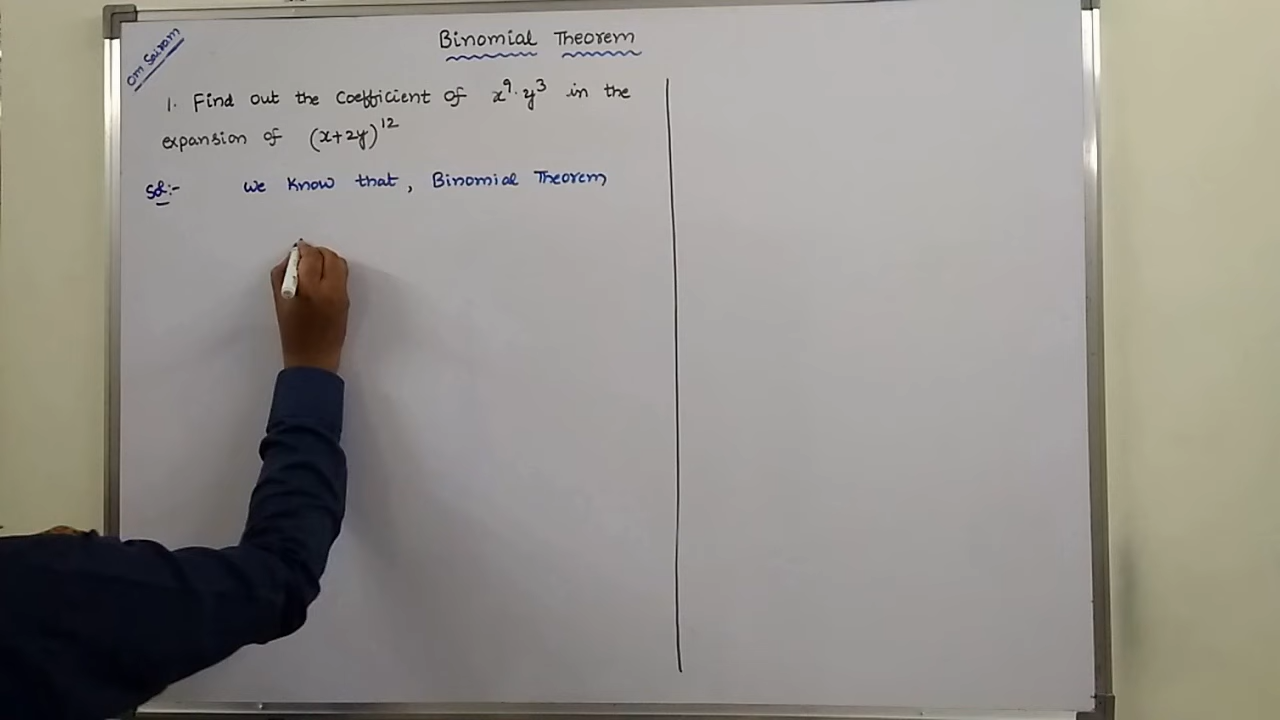 Om Sairam
Binomial Theorem
1. Find out the Coefficient of x⁹·y³ in the
expansion of (x+2y)¹²
Sol:- We Know that, Binomial Theorem